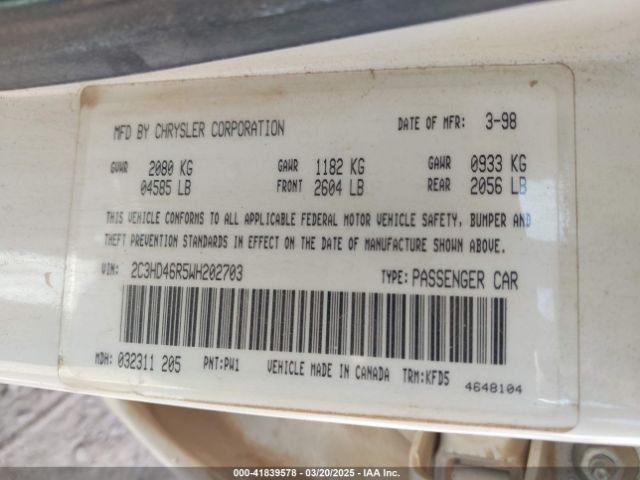 MFD BY CHRYSLER CORPORATION DATE OF MFR: 3-98
GVWR 2080 KG GAWR 1182 KG GAWR 0933 KG
04585 LB FRONT 2604 LB REAR 2056 LB
THIS VEHICLE CONFORMS TO ALL APPLICABLE FEDERAL MOTOR VEHICLE SAFETY, BUMPER AND
THEFT PREVENTION STANDARDS IN EFFECT ON THE DATE OF MANUFACTURE SHOWN ABOVE.
VIN: 2C3HD46R5WH202703 TYPE: PASSENGER CAR
MDH: 032311 205 PNT:PW1 VEHICLE MADE IN CANADA TRM:KFD5
4648104
000-41839578 — 03/20/2025 — IAA Inc.